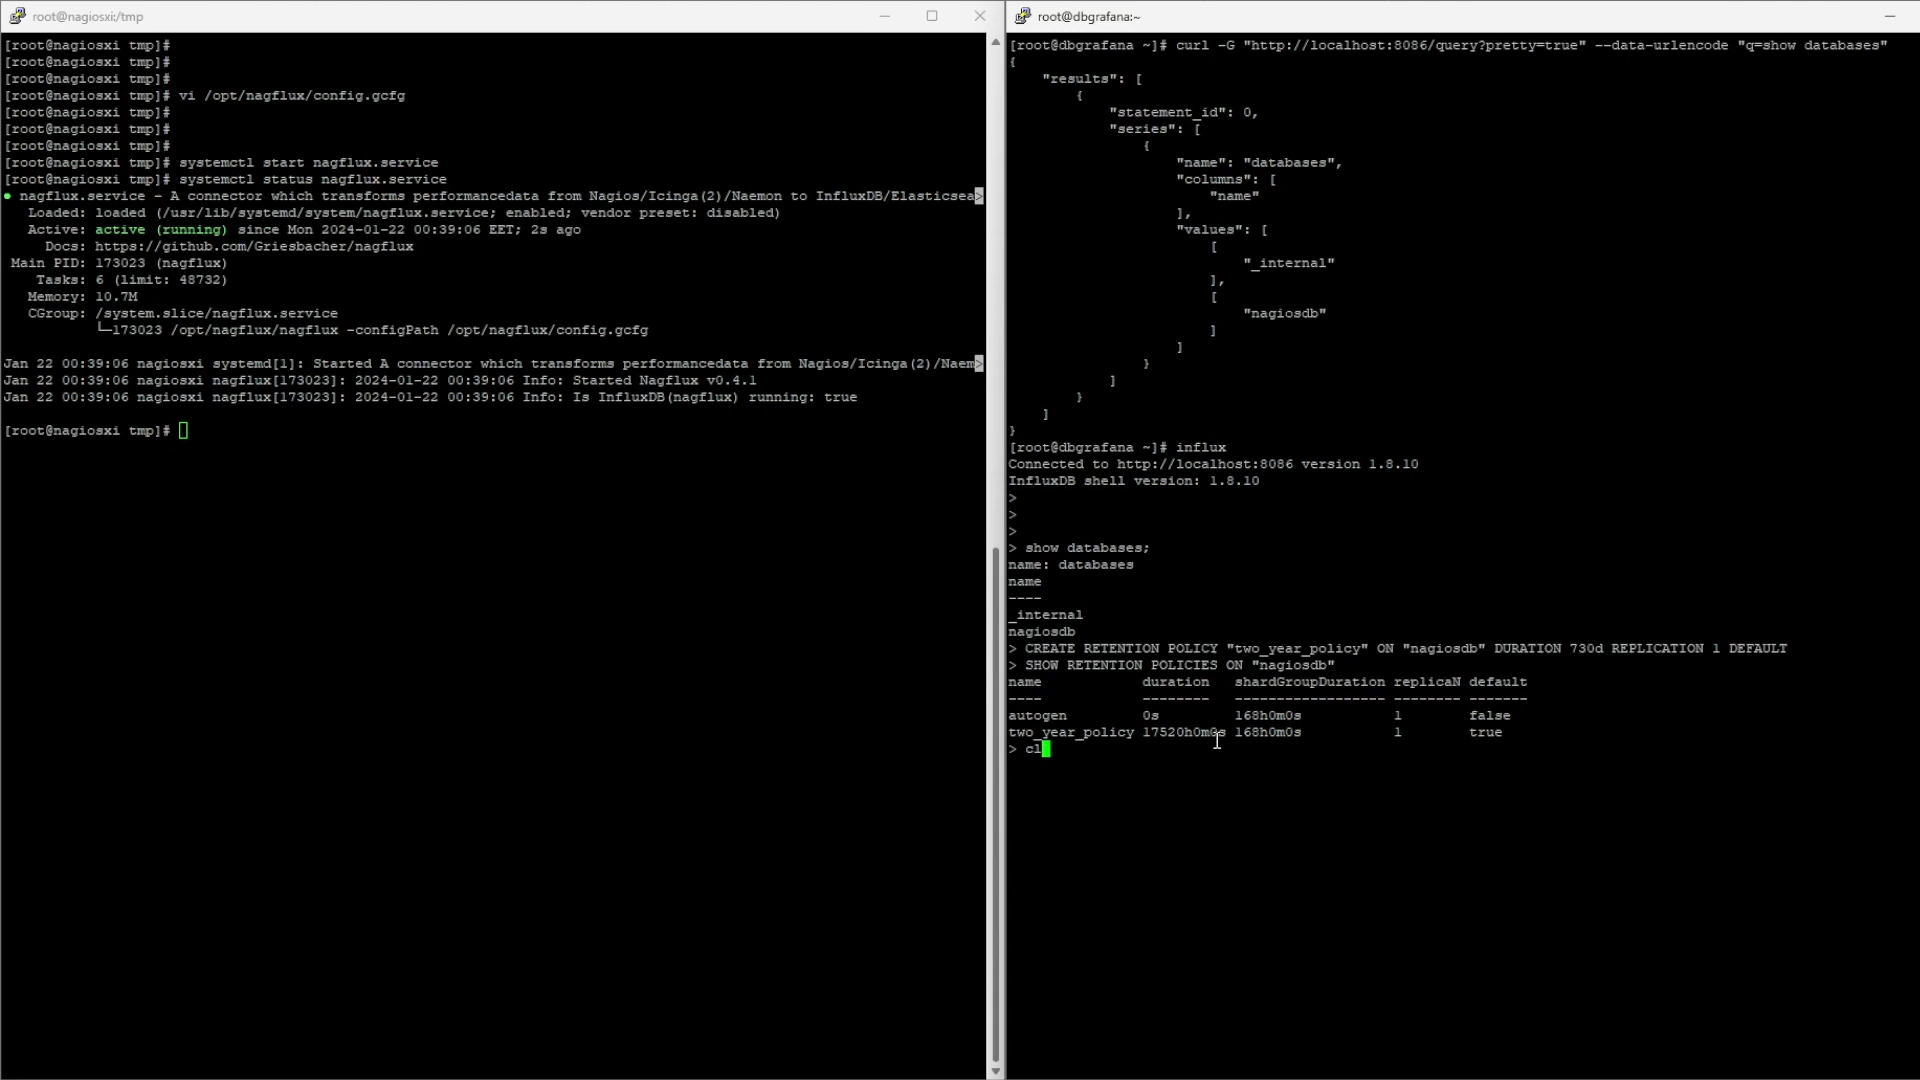 root@nagiosxi:/tmp
[root@nagiosxi tmp]#
[root@nagiosxi tmp]#
[root@nagiosxi tmp]#
[root@nagiosxi tmp]# vi /opt/nagflux/config.gcfg
[root@nagiosxi tmp]#
[root@nagiosxi tmp]#
[root@nagiosxi tmp]#
[root@nagiosxi tmp]# systemctl start nagflux.service
[root@nagiosxi tmp]# systemctl status nagflux.service
● nagflux.service - A connector which transforms performancedata from Nagios/Icinga(2)/Naemon to InfluxDB/Elasticsea>
Loaded: loaded (/usr/lib/systemd/system/nagflux.service; enabled; vendor preset: disabled)
Active: active (running) since Mon 2024-01-22 00:39:06 EET; 2s ago
Docs: https://github.com/Griesbacher/nagflux
Main PID: 173023 (nagflux)
Tasks: 6 (limit: 48732)
Memory: 10.7M
CGroup: /system.slice/nagflux.service
└─173023 /opt/nagflux/nagflux -configPath /opt/nagflux/config.gcfg
Jan 22 00:39:06 nagiosxi systemd[1]: Started A connector which transforms performancedata from Nagios/Icinga(2)/Naem>
Jan 22 00:39:06 nagiosxi nagflux[173023]: 2024-01-22 00:39:06 Info: Started Nagflux v0.4.1
Jan 22 00:39:06 nagiosxi nagflux[173023]: 2024-01-22 00:39:06 Info: Is InfluxDB(nagflux) running: true
[root@nagiosxi tmp]#
root@dbgrafana:~
[root@dbgrafana ~]# curl -G "http://localhost:8086/query?pretty=true" --data-urlencode "q=show databases"
{
"results": [
{
"statement_id": 0,
"series": [
{
"name": "databases",
"columns": [
"name"
],
"values": [
[
"_internal"
],
[
"nagiosdb"
]
]
}
]
}
]
}
[root@dbgrafana ~]# influx
Connected to http://localhost:8086 version 1.8.10
InfluxDB shell version: 1.8.10
>
>
>
> show databases;
name: databases
name
----
_internal
nagiosdb
> CREATE RETENTION POLICY "two_year_policy" ON "nagiosdb" DURATION 730d REPLICATION 1 DEFAULT
> SHOW RETENTION POLICIES ON "nagiosdb"
name duration shardGroupDuration replicaN default
---- -------- ------------------ -------- -------
autogen 0s 168h0m0s 1 false
two_year_policy 17520h0m0s 168h0m0s 1 true
> cl